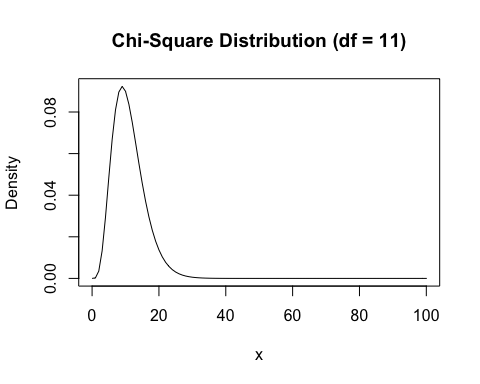 Chi-Square Distribution (df = 11)
Density
0.08
0.04
0.00
0 20 40 60 80 100
x